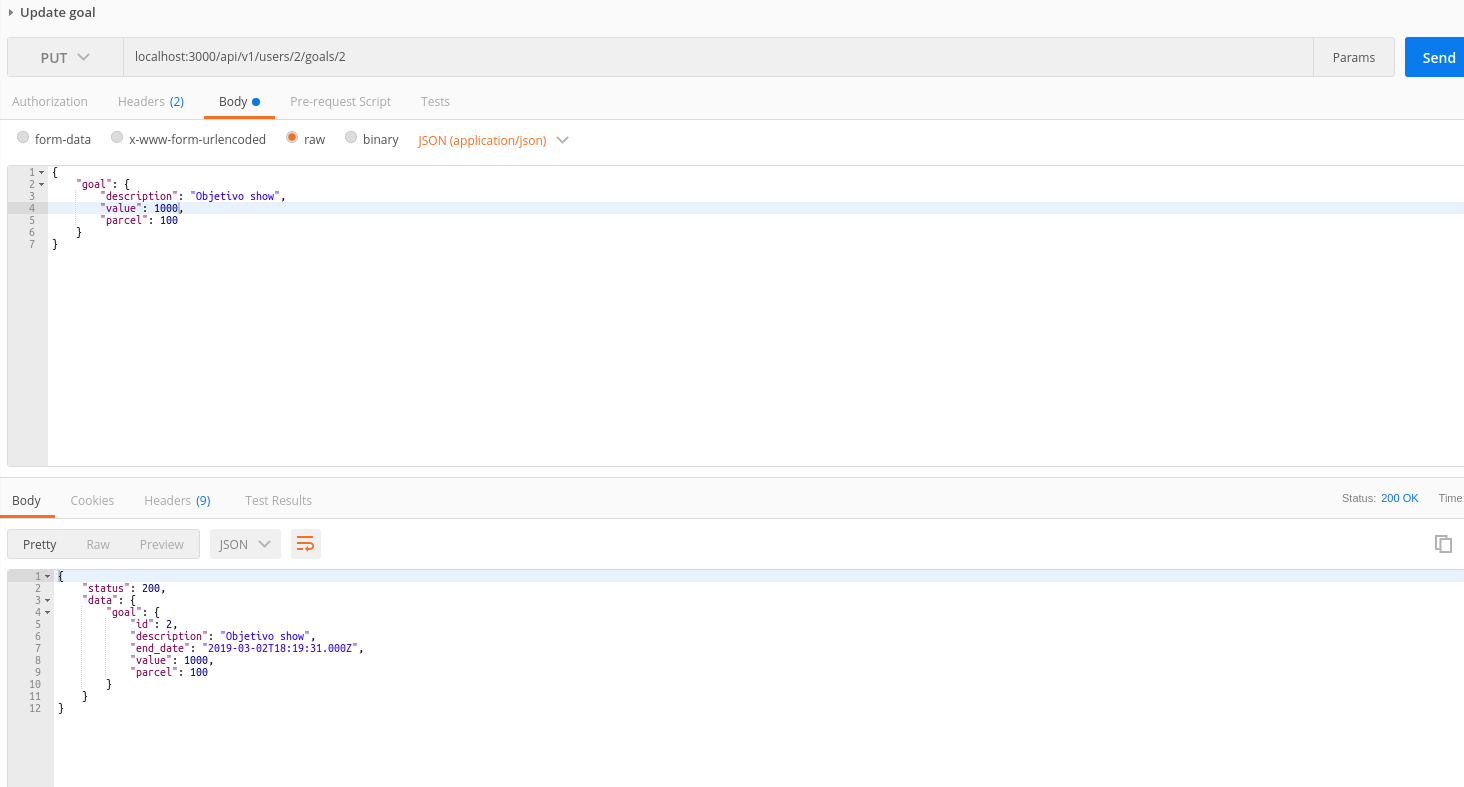 Update goal
PUT localhost:3000/api/v1/users/2/goals/2 Params Send
Authorization Headers (2) Body Pre-request Script Tests
form-data x-www-form-urlencoded raw binary JSON (application/json)
1 {
2 "goal": {
3 "description": "Objetivo show",
4 "value": 1000,
5 "parcel": 100
6 }
7 }
Body Cookies Headers (9) Test Results Status: 200 OK Time:
Pretty Raw Preview JSON
1 {
2 "status": 200,
3 "data": {
4 "goal": {
5 "id": 2,
6 "description": "Objetivo show",
7 "end_date": "2019-03-02T18:19:31.000Z",
8 "value": 1000,
9 "parcel": 100
10 }
11 }
12 }